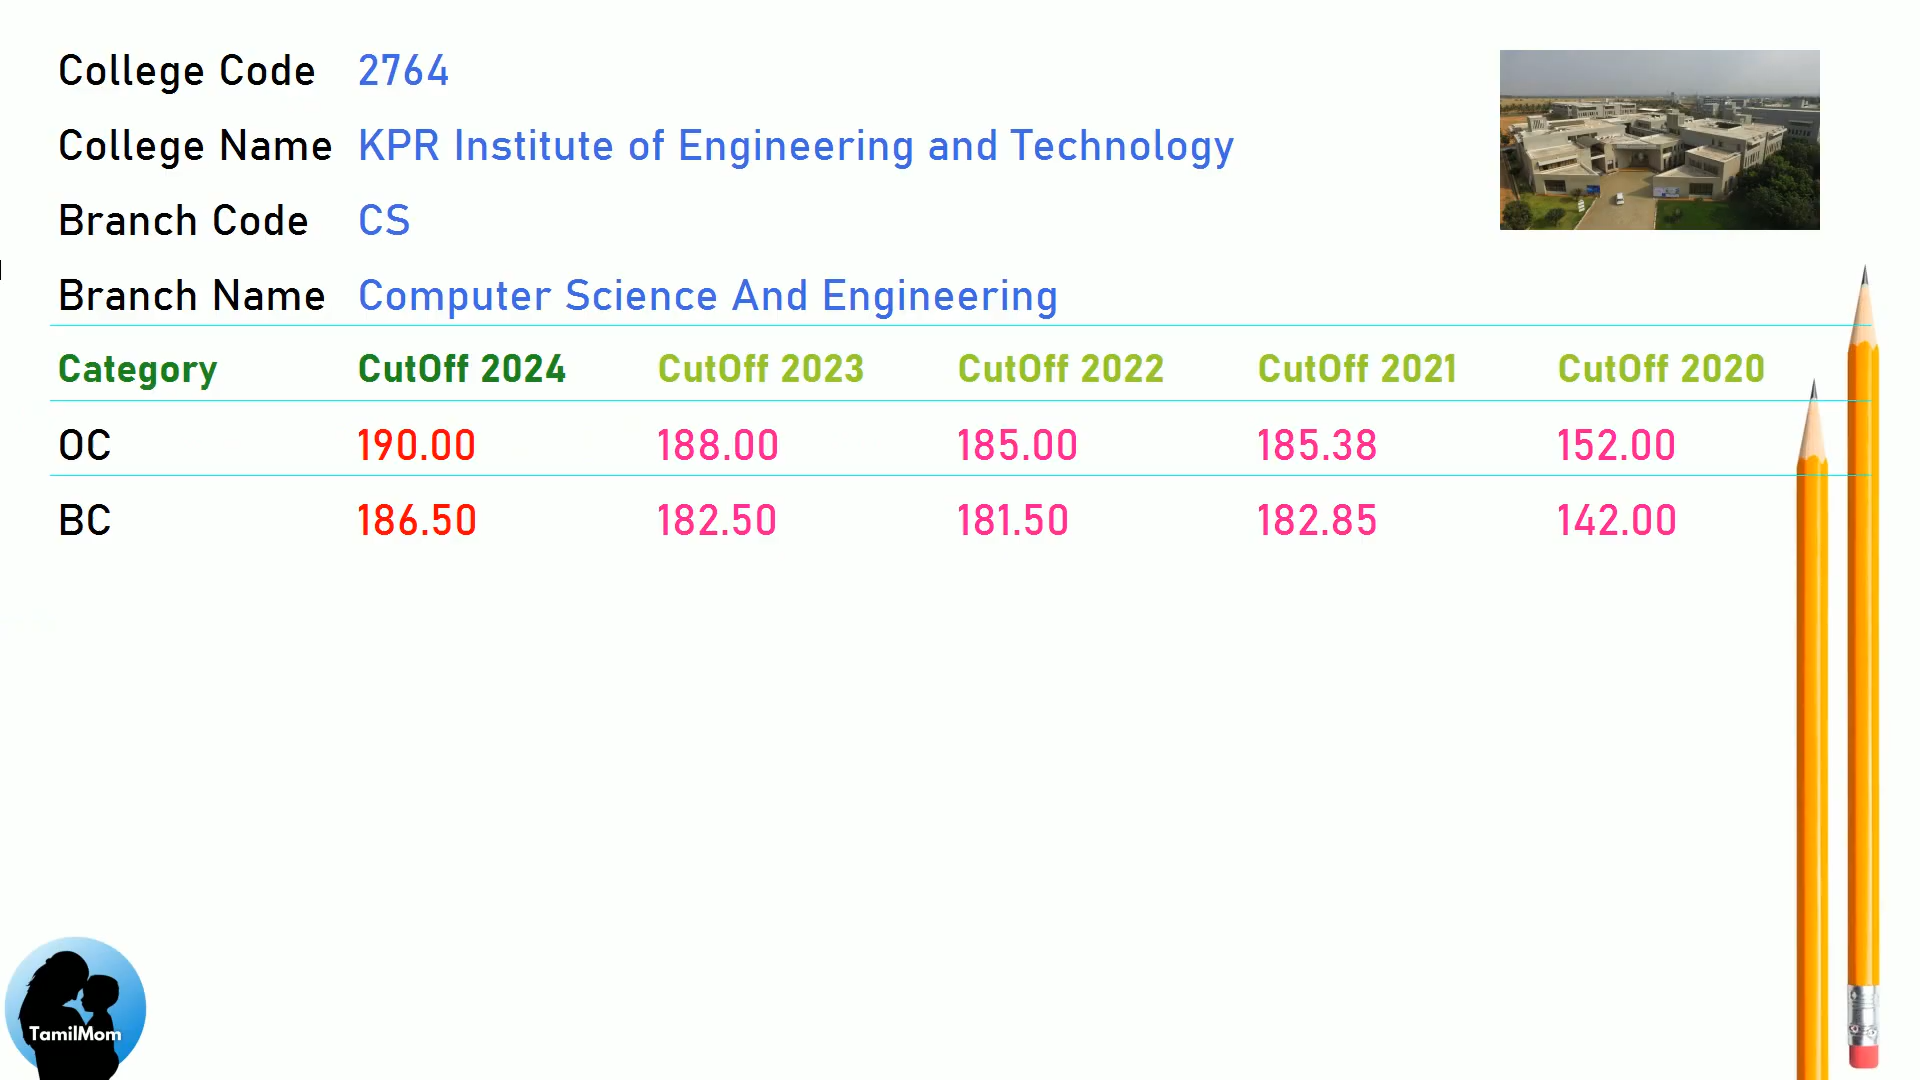 College Code 2764
College Name KPR Institute of Engineering and Technology
Branch Code CS
Branch Name Computer Science And Engineering
Category CutOff 2024 CutOff 2023 CutOff 2022 CutOff 2021 CutOff 2020
OC 190.00 188.00 185.00 185.38 152.00
BC 186.50 182.50 181.50 182.85 142.00
TamilMom